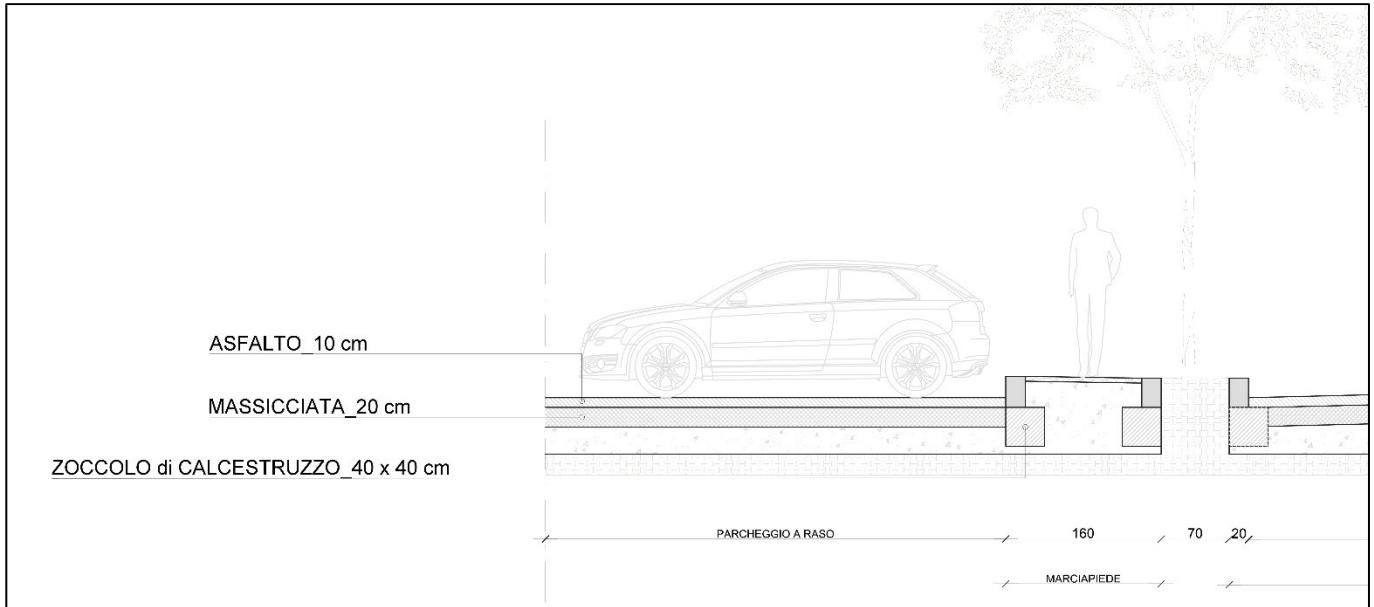 ASFALTO_10 cm
MASSICCIATA_20 cm
ZOCCOLO di CALCESTRUZZO_40 x 40 cm
PARCHEGGIO A RASO
160
70
20
MARCIAPIEDE